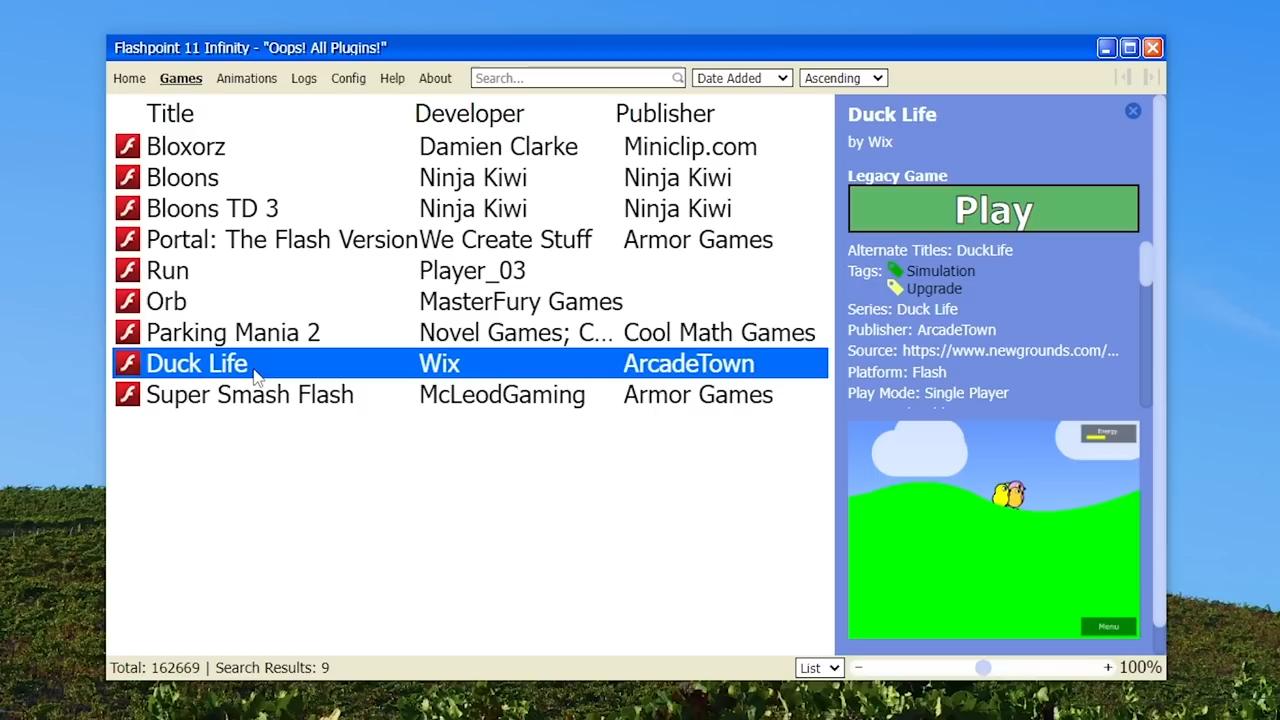 Flashpoint 11 Infinity - "Oops! All Plugins!"
Home Games Animations Logs Config Help About Search... Date Added Ascending
Title Developer Publisher
Bloxorz Damien Clarke Miniclip.com
Bloons Ninja Kiwi Ninja Kiwi
Bloons TD 3 Ninja Kiwi Ninja Kiwi
Portal: The Flash Version We Create Stuff Armor Games
Run Player_03
Orb MasterFury Games
Parking Mania 2 Novel Games; C... Cool Math Games
Duck Life Wix ArcadeTown
Super Smash Flash McLeodGaming Armor Games
Duck Life
by Wix
Legacy Game
Play
Alternate Titles: DuckLife
Tags: Simulation
Upgrade
Series: Duck Life
Publisher: ArcadeTown
Source: https://www.newgrounds.com/...
Platform: Flash
Play Mode: Single Player
Energy
Menu
Total: 162669 | Search Results: 9
List − + 100%